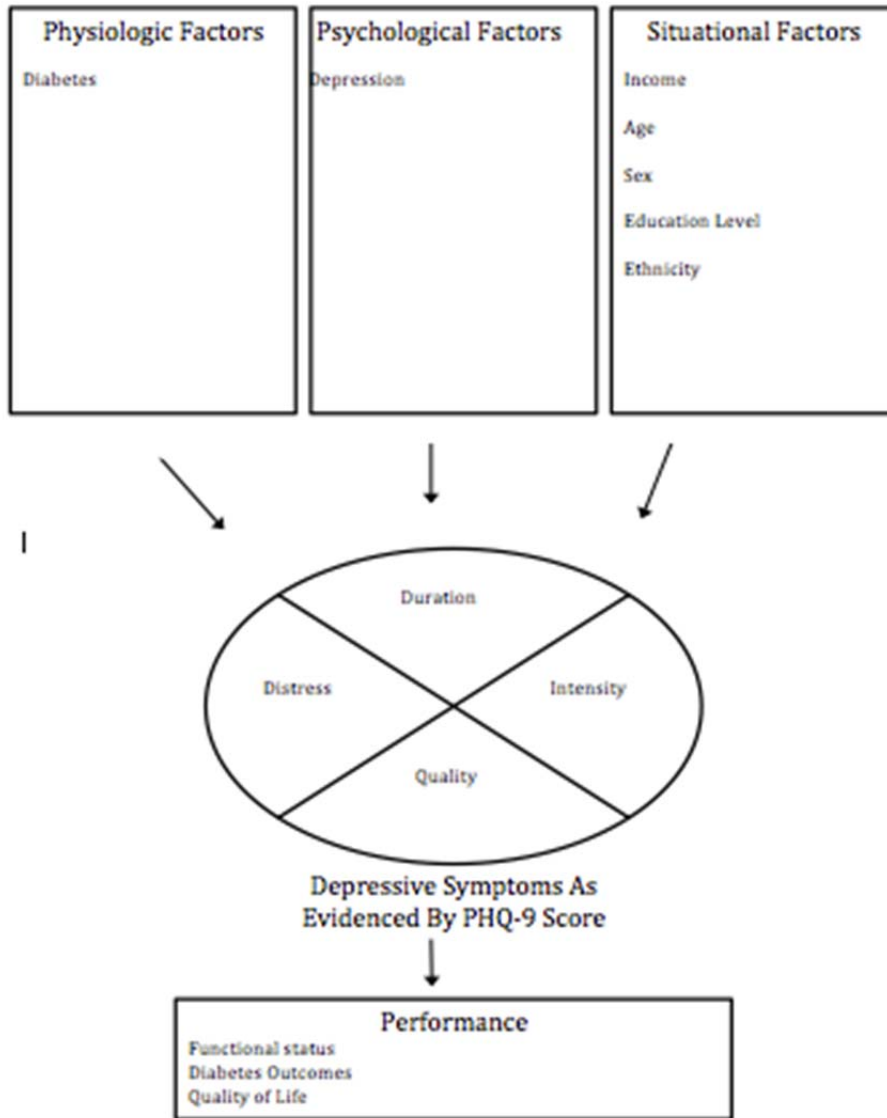 Physiologic Factors
Diabetes
Psychological Factors
Depression
Situational Factors
Income
Age
Sex
Education Level
Ethnicity
Duration
Distress
Intensity
Quality
Depressive Symptoms As
Evidenced By PHQ-9 Score
Performance
Functional status
Diabetes Outcomes
Quality of Life